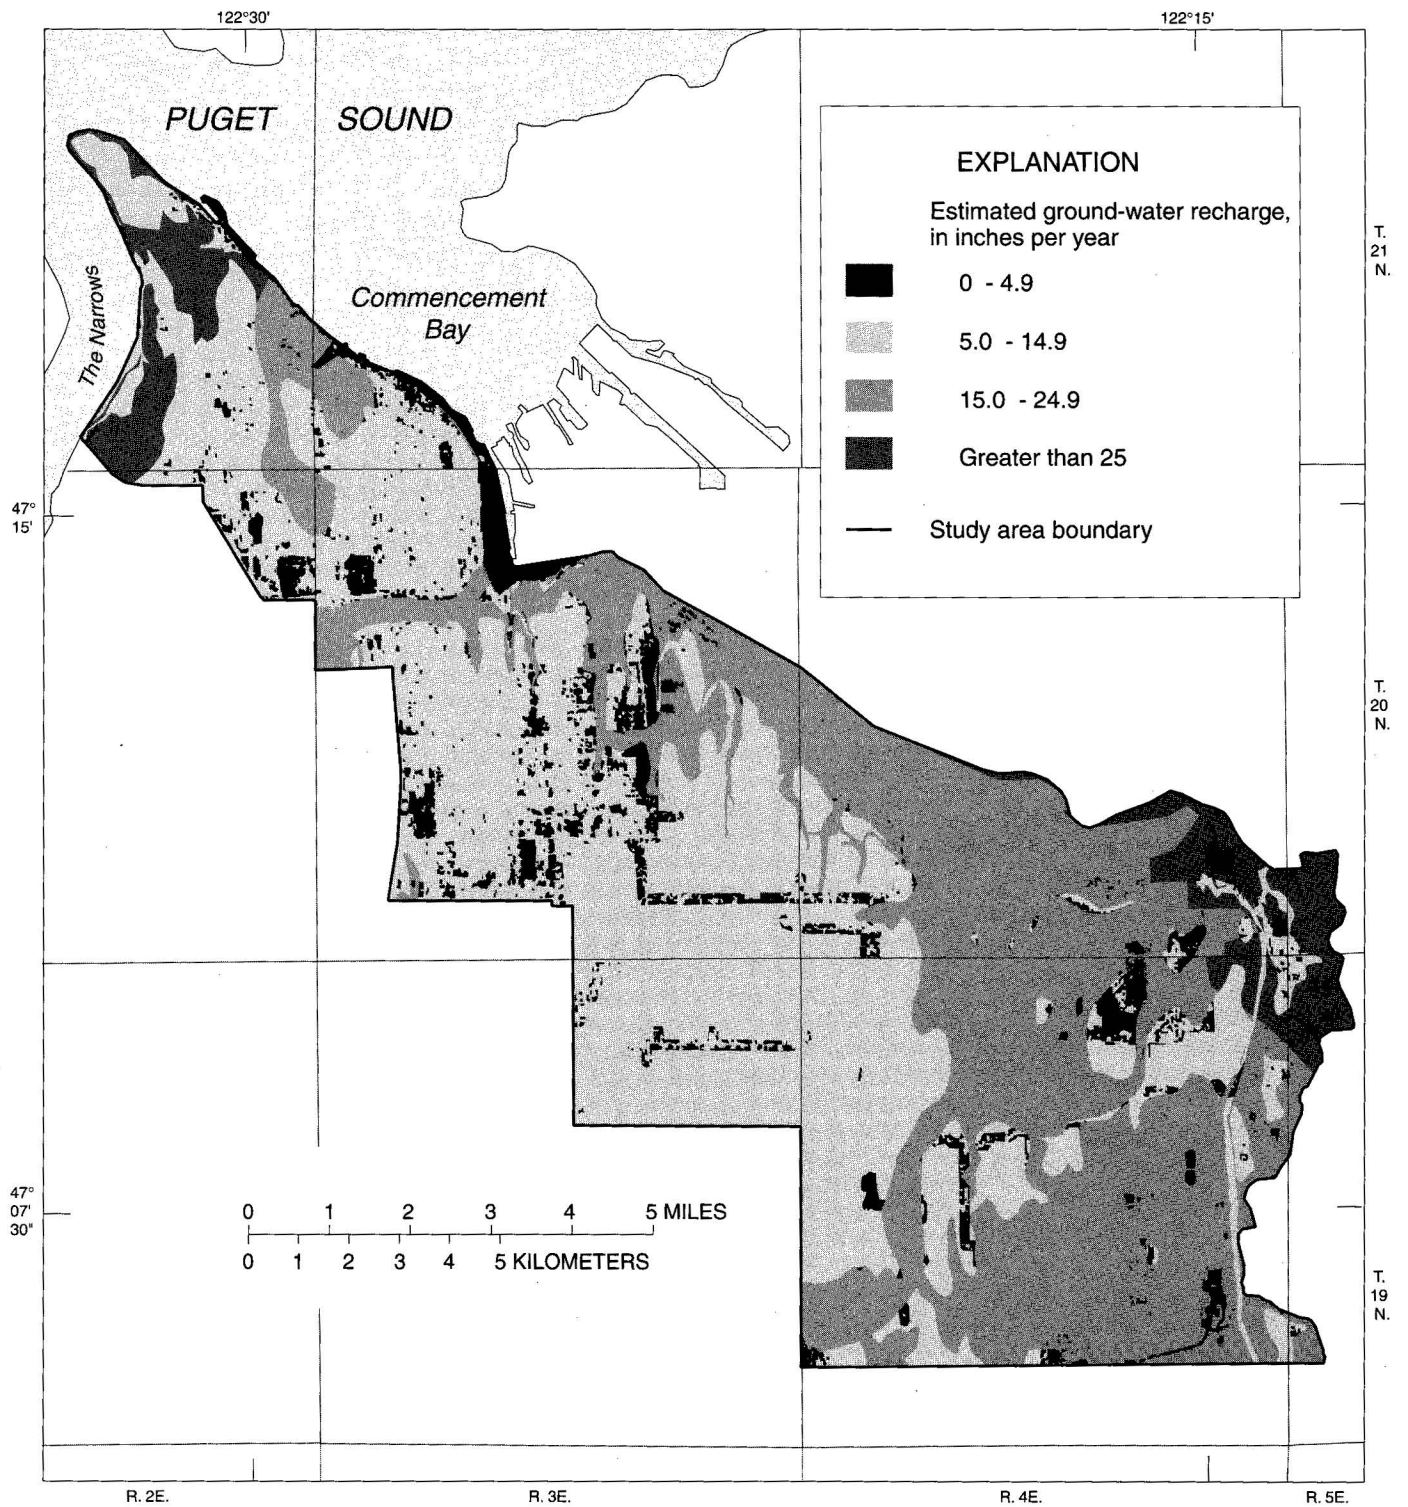 122°30'
122°15'
PUGET SOUND
EXPLANATION
Estimated ground-water recharge,
in inches per year
0 - 4.9
5.0 - 14.9
15.0 - 24.9
Greater than 25
Study area boundary
T.
21
N.
The Narrows
Commencement
Bay
47°
15'
T.
20
N.
47°
07'
30"
0 1 2 3 4 5 MILES
0 1 2 3 4 5 KILOMETERS
T.
19
N.
R. 2E.
R. 3E.
R. 4E.
R. 5E.